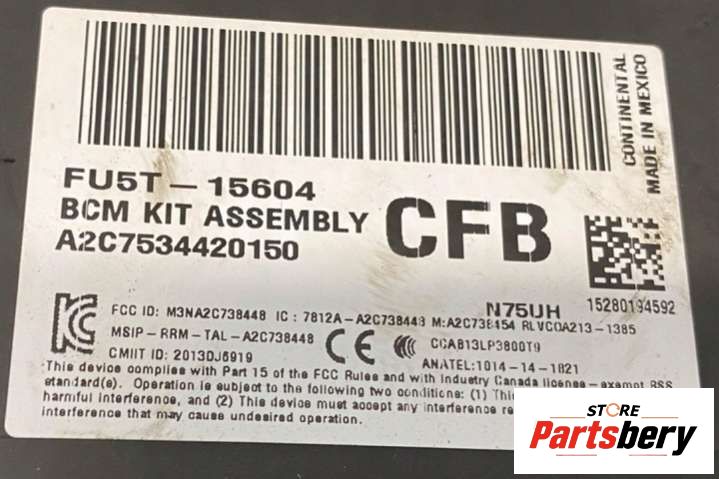 CONTINENTAL
MADE IN MEXICO
FU5T-15604
BCM KIT ASSEMBLY
CFB
A2C7534420150
N75UH
15280194592
FCC ID: M3NA2C738448 IC: 7812A-A2C738448 M:A2C738454 RLVCOA213-1385
MSIP-RRM-TAL-A2C738448
CE
CCAB13LP3800T9
CMIIT ID: 2013DJ6919
ANATEL:1014-14-1821
This device complies with Part 15 of the FCC Rules and with Industry Canada license-exempt RSS
standard(s). Operation is subject to the following two conditions: (1) This
harmful interference, and (2) This device must accept any interference
interference that may cause undesired operation.
STORE
Partsbery